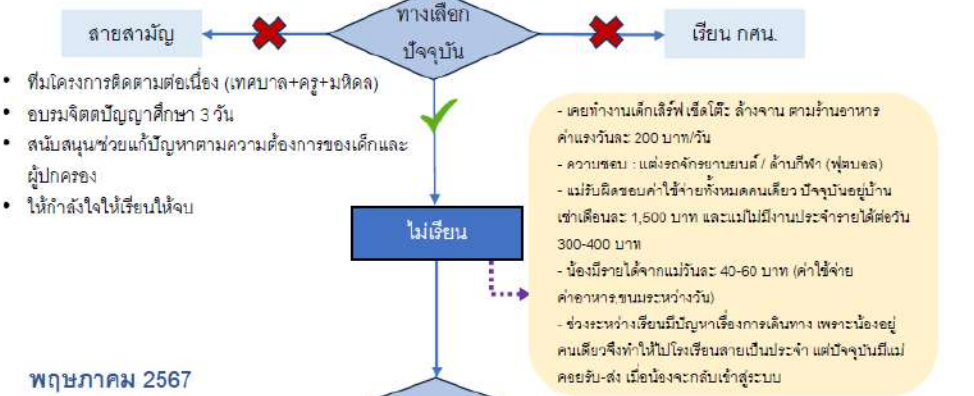 ทางเลือก
ปัจจุบัน
สายสามัญ
เรียน กศน.
• ทีมโครงการติดตามต่อเนื่อง (เทศบาล+ครู+มหิดล)
• อบรมจิตตปัญญาศึกษา 3 วัน
• สนับสนุน/ช่วยแก้ปัญหาตามความต้องการของเด็กและ
ผู้ปกครอง
• ให้กำลังใจให้เรียนให้จบ
ไม่เรียน
- เคยทำงานเด็กเสิร์ฟ เช็ดโต๊ะ ล้างจาน ตามร้านอาหาร
ค่าแรงวันละ 200 บาท/วัน
- ความชอบ : แต่งรถจักรยานยนต์ / ด้านกีฬา (ฟุตบอล)
- แม่รับผิดชอบค่าใช้จ่ายทั้งหมดคนเดียว ปัจจุบันอยู่บ้าน
เช่าเดือนละ 1,500 บาท และแม่ไม่มีงานประจำรายได้ต่อวัน
300-400 บาท
- น้องมีรายได้จากแม่วันละ 40-60 บาท (ค่าใช้จ่าย
ค่าอาหาร,ขนมระหว่างวัน)
- ช่วงระหว่างเรียนมีปัญหาเรื่องการเดินทาง เพราะน้องอยู่
คนเดียวจึงทำให้ไปโรงเรียนสายเป็นประจำ แต่ปัจจุบันมีแม่
คอยรับ-ส่ง เมื่อน้องจะกลับเข้าสู่ระบบ
พฤษภาคม 2567